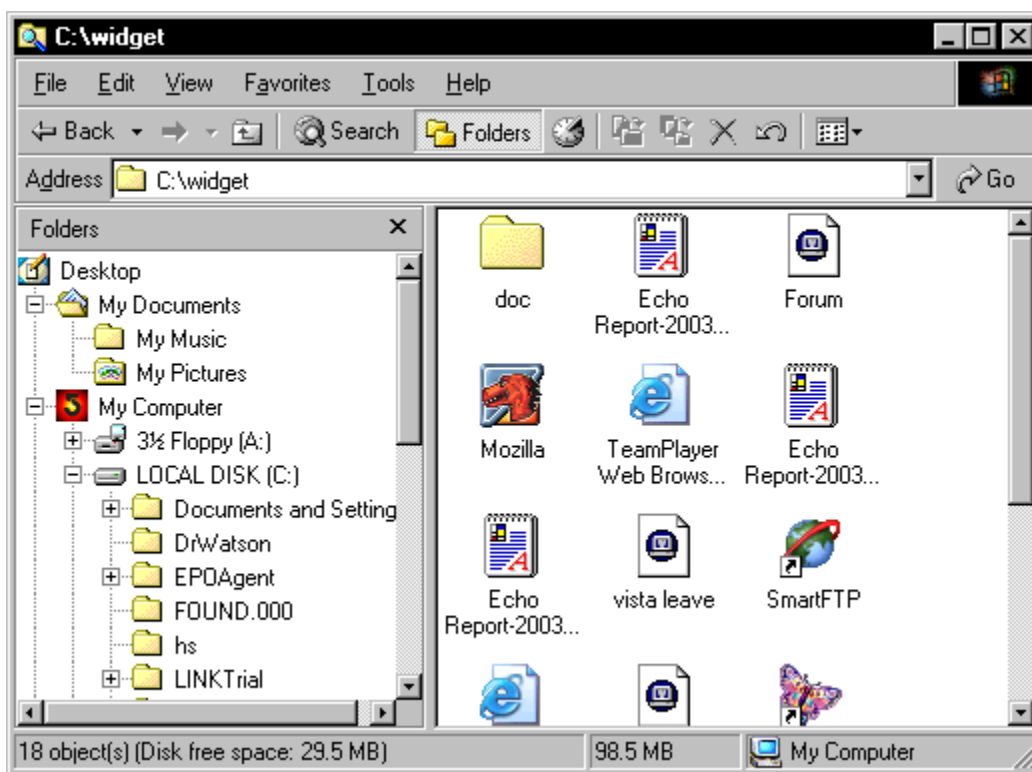 C:\widget
File Edit View Favorites Tools Help
Back Search Folders
Address C:\widget Go
Folders
Desktop
My Documents
My Music
My Pictures
My Computer
3½ Floppy (A:)
LOCAL DISK (C:)
Documents and Setting
DrWatson
EPOAgent
FOUND.000
hs
LINKTrial
doc
Echo
Report-2003...
Forum
Mozilla
TeamPlayer
Web Brows...
Echo
Report-2003...
Echo
Report-2003...
vista leave
SmartFTP
18 object(s) (Disk free space: 29.5 MB) 98.5 MB My Computer